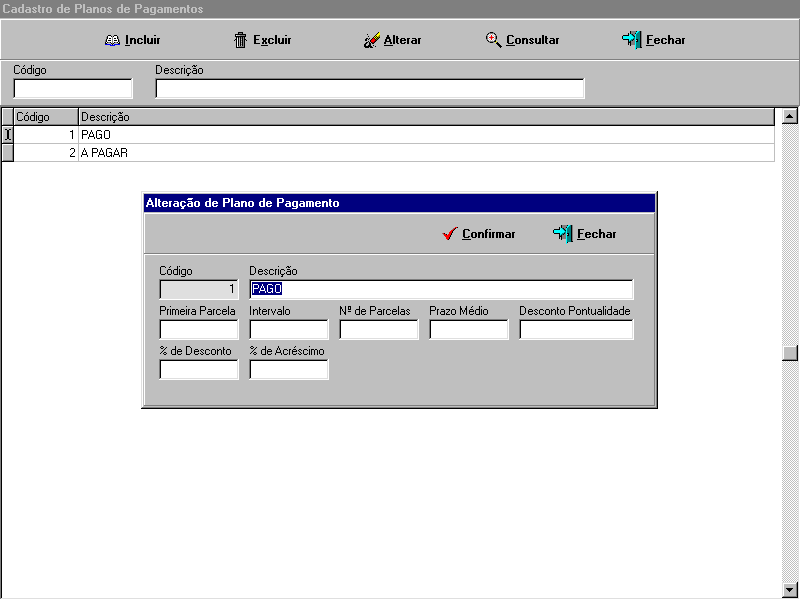 Cadastro de Planos de Pagamentos
Incluir Excluir Alterar Consultar Fechar
Código Descrição
Código Descrição
1 PAGO
2 A PAGAR
Alteração de Plano de Pagamento
Confirmar Fechar
Código Descrição
1 PAGO
Primeira Parcela Intervalo Nº de Parcelas Prazo Médio Desconto Pontualidade
% de Desconto % de Acréscimo